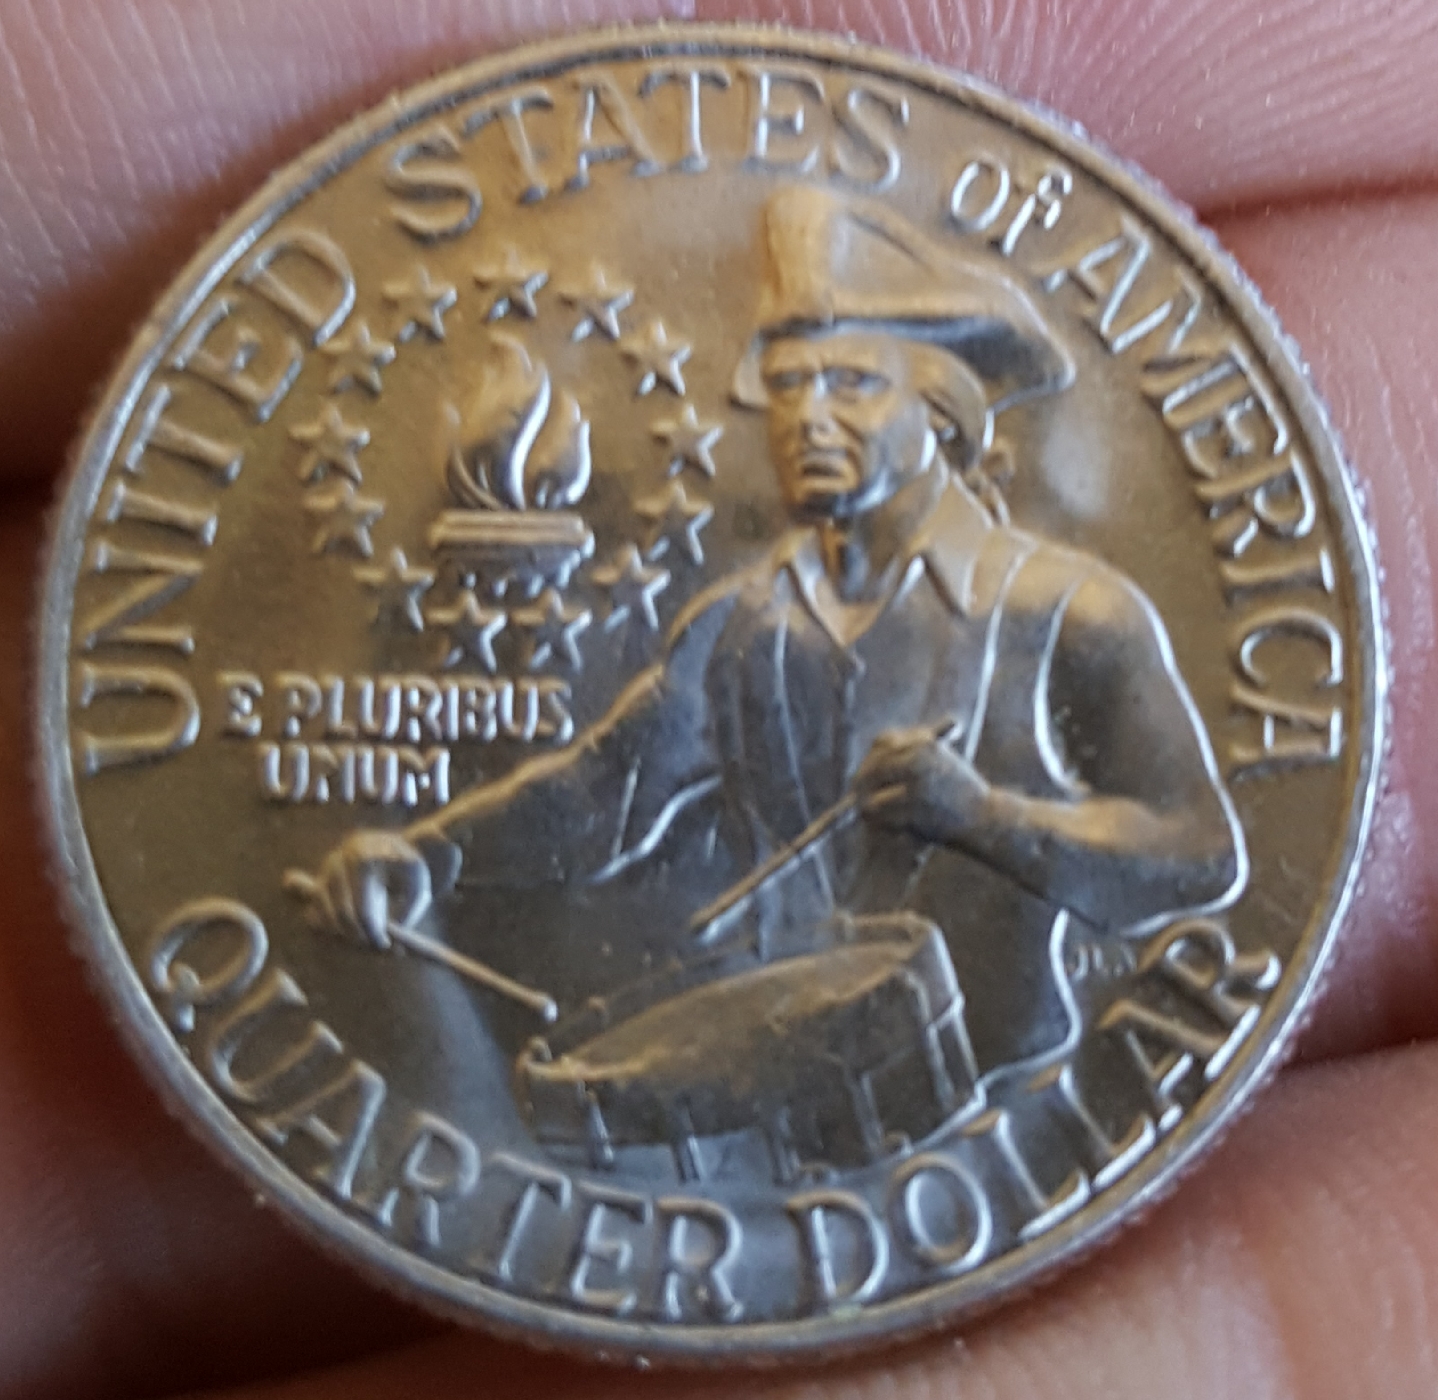 UNITED STATES of AMERICA
E PLURIBUS
UNUM
QUARTER DOLLAR